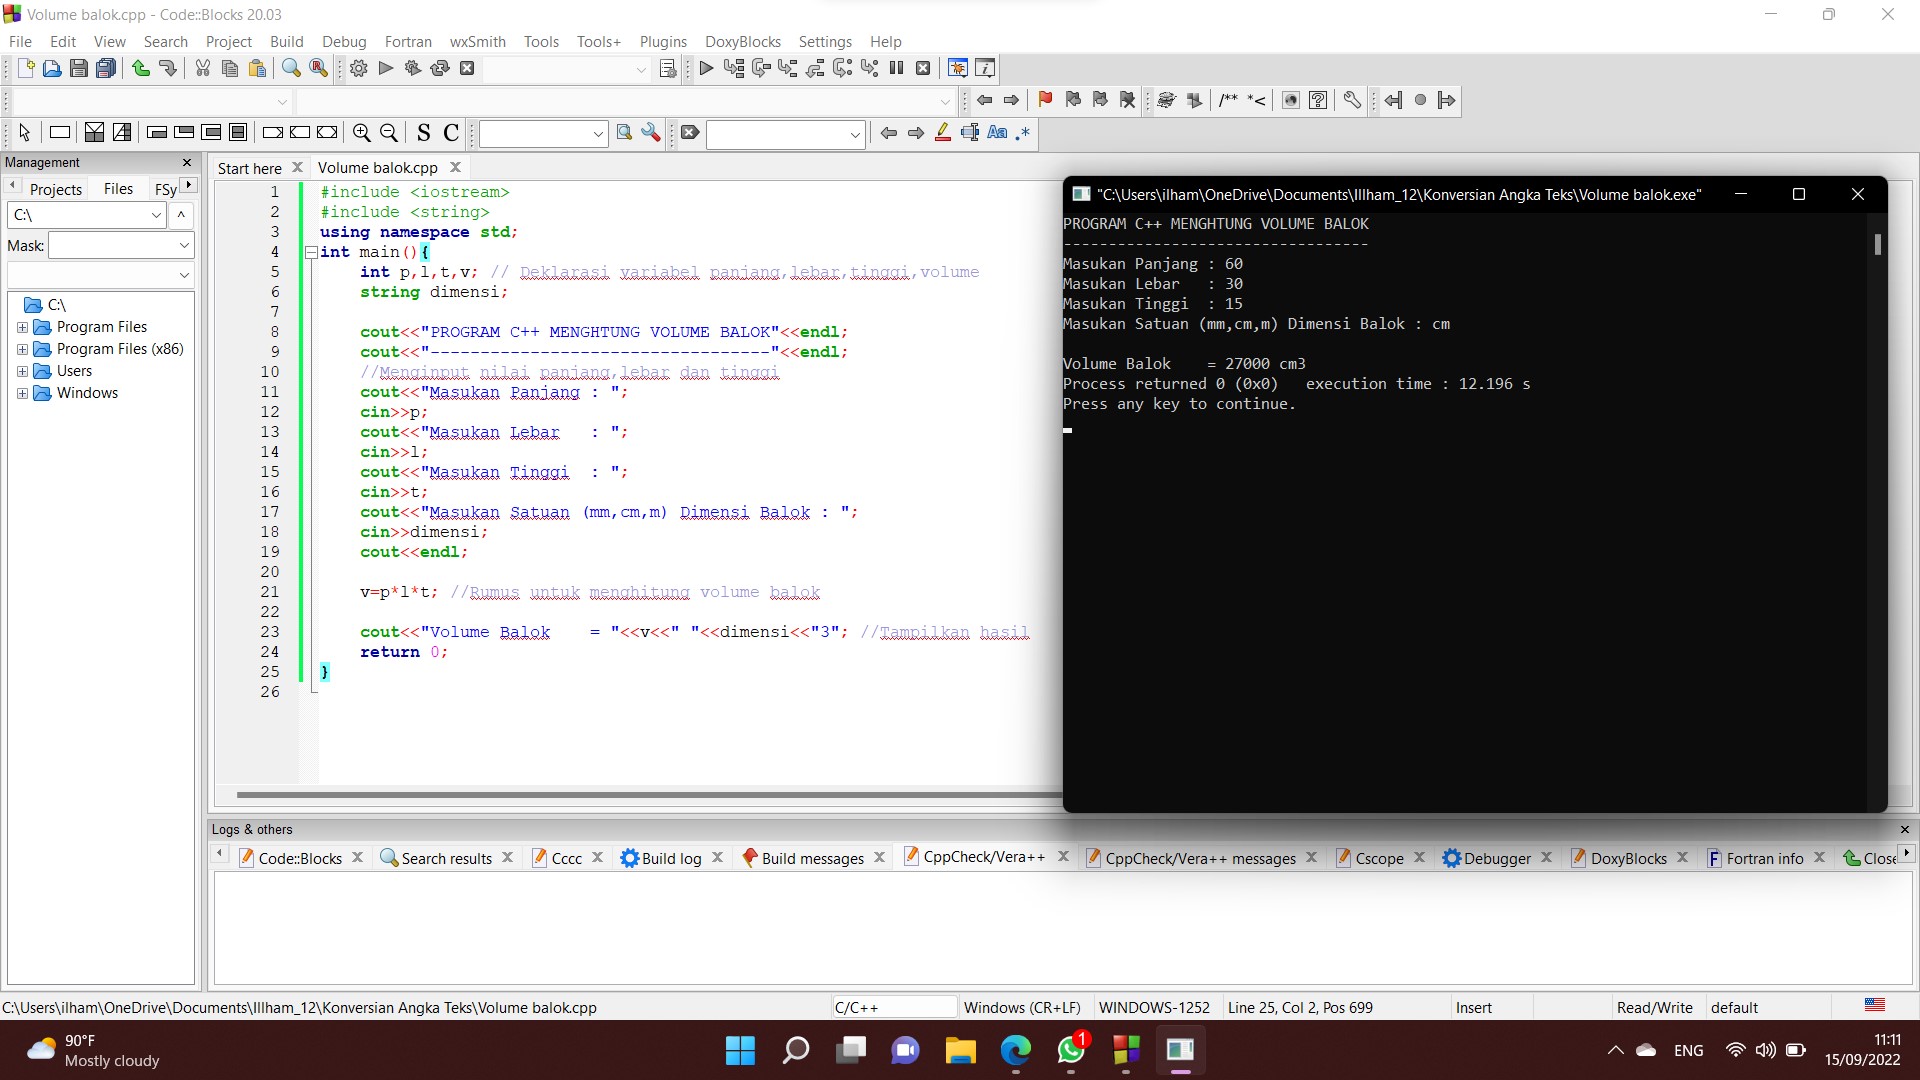 Volume balok.cpp - Code::Blocks 20.03
File Edit View Search Project Build Debug Fortran wxSmith Tools Tools+ Plugins DoxyBlocks Settings Help
/** *<
S C
Aa .*
Management
Projects Files FSy
C:\
Mask:
C:\
Program Files
Program Files (x86)
Users
Windows
Start here Volume balok.cpp
1 #include <iostream>
2 #include <string>
3 using namespace std;
4 int main(){
5 int p,l,t,v; // Deklarasi variabel panjang,lebar,tinggi,volume
6 string dimensi;
7
8 cout<<"PROGRAM C++ MENGHTUNG VOLUME BALOK"<<endl;
9 cout<<"----------------------------------"<<endl;
10 //Menginput nilai panjang,lebar dan tinggi
11 cout<<"Masukan Panjang : ";
12 cin>>p;
13 cout<<"Masukan Lebar   : ";
14 cin>>l;
15 cout<<"Masukan Tinggi  : ";
16 cin>>t;
17 cout<<"Masukan Satuan (mm,cm,m) Dimensi Balok : ";
18 cin>>dimensi;
19 cout<<endl;
20
21 v=p*l*t; //Rumus untuk menghitung volume balok
22
23 cout<<"Volume Balok    = "<<v<<" "<<dimensi<<"3"; //Tampilkan hasil
24 return 0;
25 }
26
"C:\Users\ilham\OneDrive\Documents\Illham_12\Konversian Angka Teks\Volume balok.exe"
PROGRAM C++ MENGHTUNG VOLUME BALOK
----------------------------------
Masukan Panjang : 60
Masukan Lebar   : 30
Masukan Tinggi  : 15
Masukan Satuan (mm,cm,m) Dimensi Balok : cm
Volume Balok    = 27000 cm3
Process returned 0 (0x0)   execution time : 12.196 s
Press any key to continue.
Logs & others
Code::Blocks Search results Cccc Build log Build messages CppCheck/Vera++ CppCheck/Vera++ messages Cscope Debugger DoxyBlocks Fortran info Close
C:\Users\ilham\OneDrive\Documents\Illham_12\Konversian Angka Teks\Volume balok.cpp C/C++ Windows (CR+LF) WINDOWS-1252 Line 25, Col 2, Pos 699 Insert Read/Write default
90°F
Mostly cloudy
1
ENG
11:11
15/09/2022